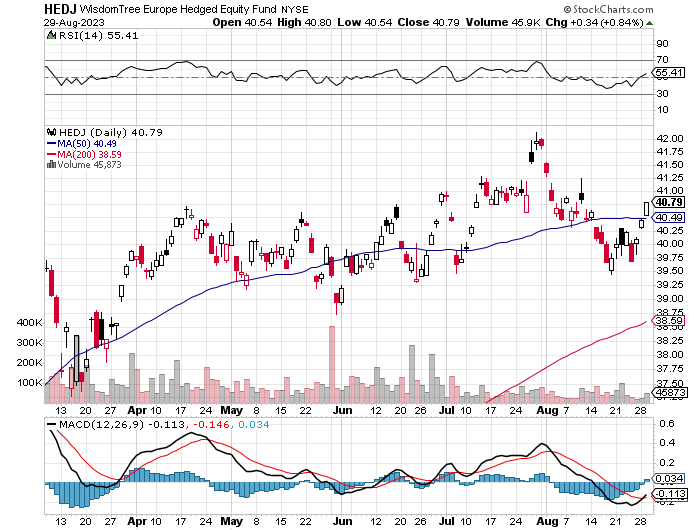 HEDJ WisdomTree Europe Hedged Equity Fund NYSE © StockCharts.com
29-Aug-2023 Open 40.54 High 40.80 Low 40.54 Close 40.79 Volume 45.9K Chg +0.34 (+0.84%)
RSI(14) 55.41
90
70
55.41
30
10
HEDJ (Daily) 40.79
MA(50) 40.49
MA(200) 38.59
Volume 45,873
42.00
41.75
41.50
41.25
41.00
40.79
40.49
40.25
40.00
39.75
39.50
39.25
39.00
38.75
38.59
38.25
38.00
37.75
37.50
400K
300K
200K
100K
45873
13 20 27 Apr 10 17 24 May 8 15 22 Jun 12 20 26 Jul 10 17 24 Aug 7 14 21 28
MACD(12,26,9) -0.113, -0.146, 0.034
0.6
0.4
0.2
0.034
-0.113
13 20 27 Apr 10 17 24 May 8 15 22 Jun 12 20 26 Jul 10 17 24 Aug 7 14 21 28